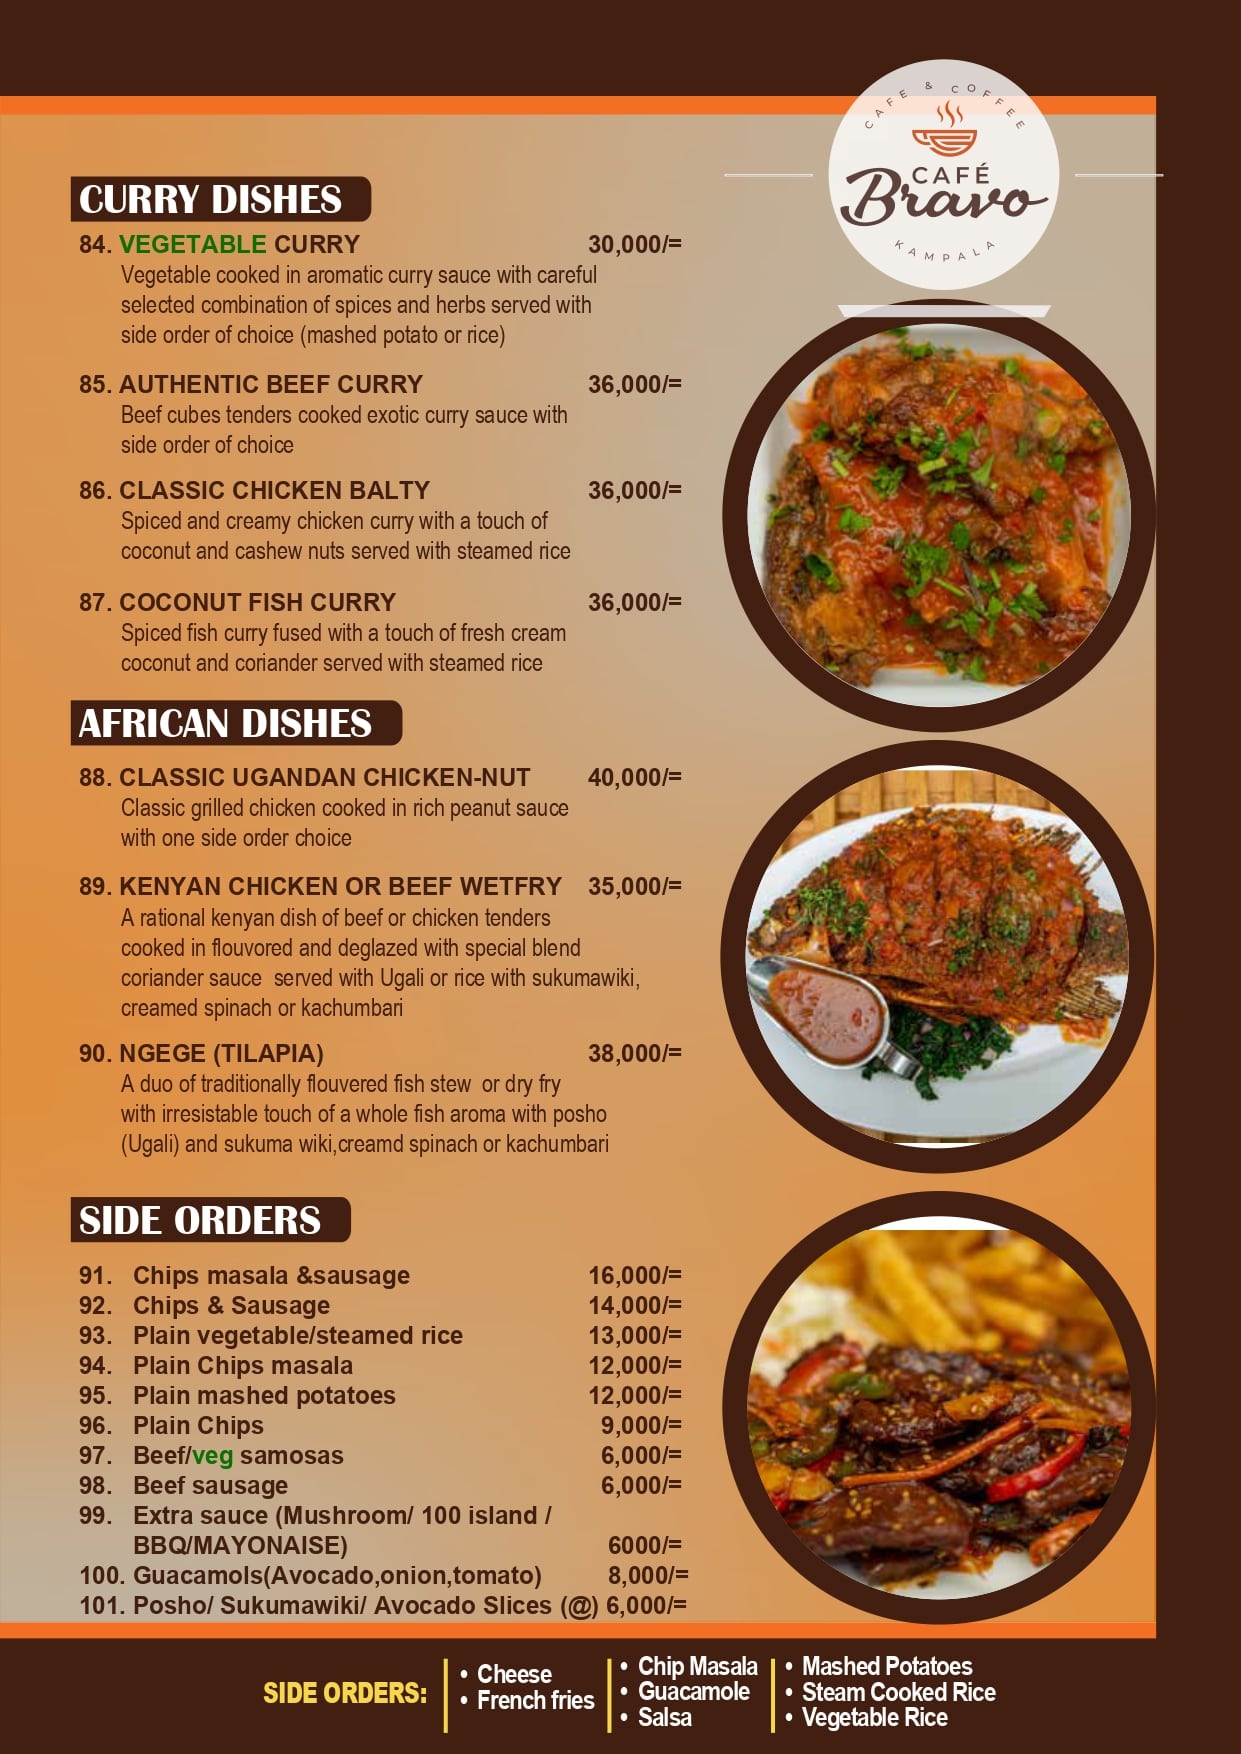 CAFE & COFFEE
CAFÉ
Bravo
KAMPALA
CURRY DISHES
84. VEGETABLE CURRY 30,000/=
Vegetable cooked in aromatic curry sauce with careful
selected combination of spices and herbs served with
side order of choice (mashed potato or rice)
85. AUTHENTIC BEEF CURRY 36,000/=
Beef cubes tenders cooked exotic curry sauce with
side order of choice
86. CLASSIC CHICKEN BALTY 36,000/=
Spiced and creamy chicken curry with a touch of
coconut and cashew nuts served with steamed rice
87. COCONUT FISH CURRY 36,000/=
Spiced fish curry fused with a touch of fresh cream
coconut and coriander served with steamed rice
AFRICAN DISHES
88. CLASSIC UGANDAN CHICKEN-NUT 40,000/=
Classic grilled chicken cooked in rich peanut sauce
with one side order choice
89. KENYAN CHICKEN OR BEEF WETFRY 35,000/=
A rational kenyan dish of beef or chicken tenders
cooked in flouvored and deglazed with special blend
coriander sauce served with Ugali or rice with sukumawiki,
creamed spinach or kachumbari
90. NGEGE (TILAPIA) 38,000/=
A duo of traditionally flouvered fish stew or dry fry
with irresistable touch of a whole fish aroma with posho
(Ugali) and sukuma wiki,creamd spinach or kachumbari
SIDE ORDERS
91. Chips masala &sausage 16,000/=
92. Chips & Sausage 14,000/=
93. Plain vegetable/steamed rice 13,000/=
94. Plain Chips masala 12,000/=
95. Plain mashed potatoes 12,000/=
96. Plain Chips 9,000/=
97. Beef/veg samosas 6,000/=
98. Beef sausage 6,000/=
99. Extra sauce (Mushroom/ 100 island /
BBQ/MAYONAISE) 6000/=
100. Guacamols(Avocado,onion,tomato) 8,000/=
101. Posho/ Sukumawiki/ Avocado Slices (@) 6,000/=
SIDE ORDERS:
• Cheese
• French fries
• Chip Masala
• Guacamole
• Salsa
• Mashed Potatoes
• Steam Cooked Rice
• Vegetable Rice